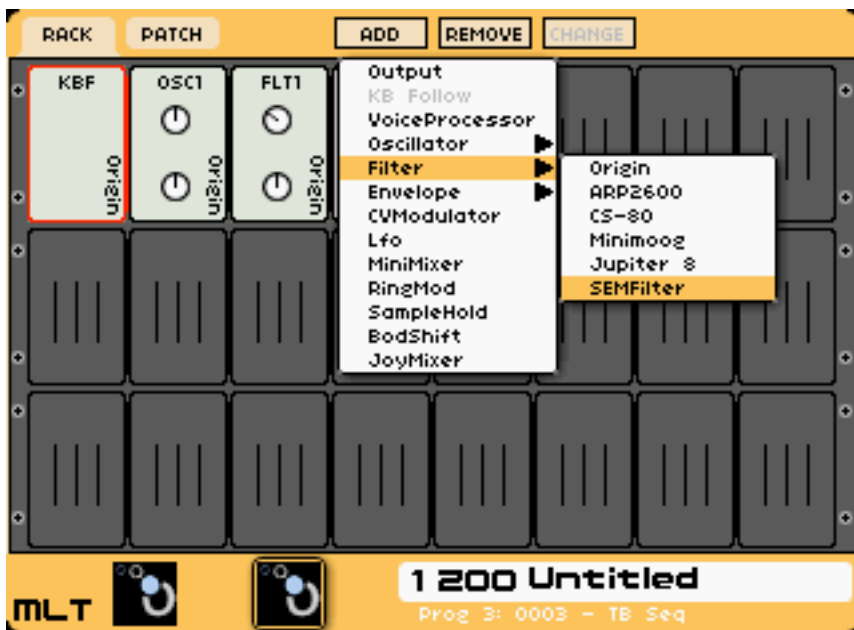 RACK PATCH ADD REMOVE CHANGE
KBF OSC1 FLT1
Origin Origin Origin
Output
KB Follow
VoiceProcessor
Oscillator
Filter
Envelope
CVModulator
Lfo
MiniMixer
RingMod
SampleHold
BodShift
JoyMixer
Origin
ARP2600
CS-80
Minimoog
Jupiter 8
SEMFilter
MLT
1 200 Untitled
Prog 3: 0003 - TB Seq